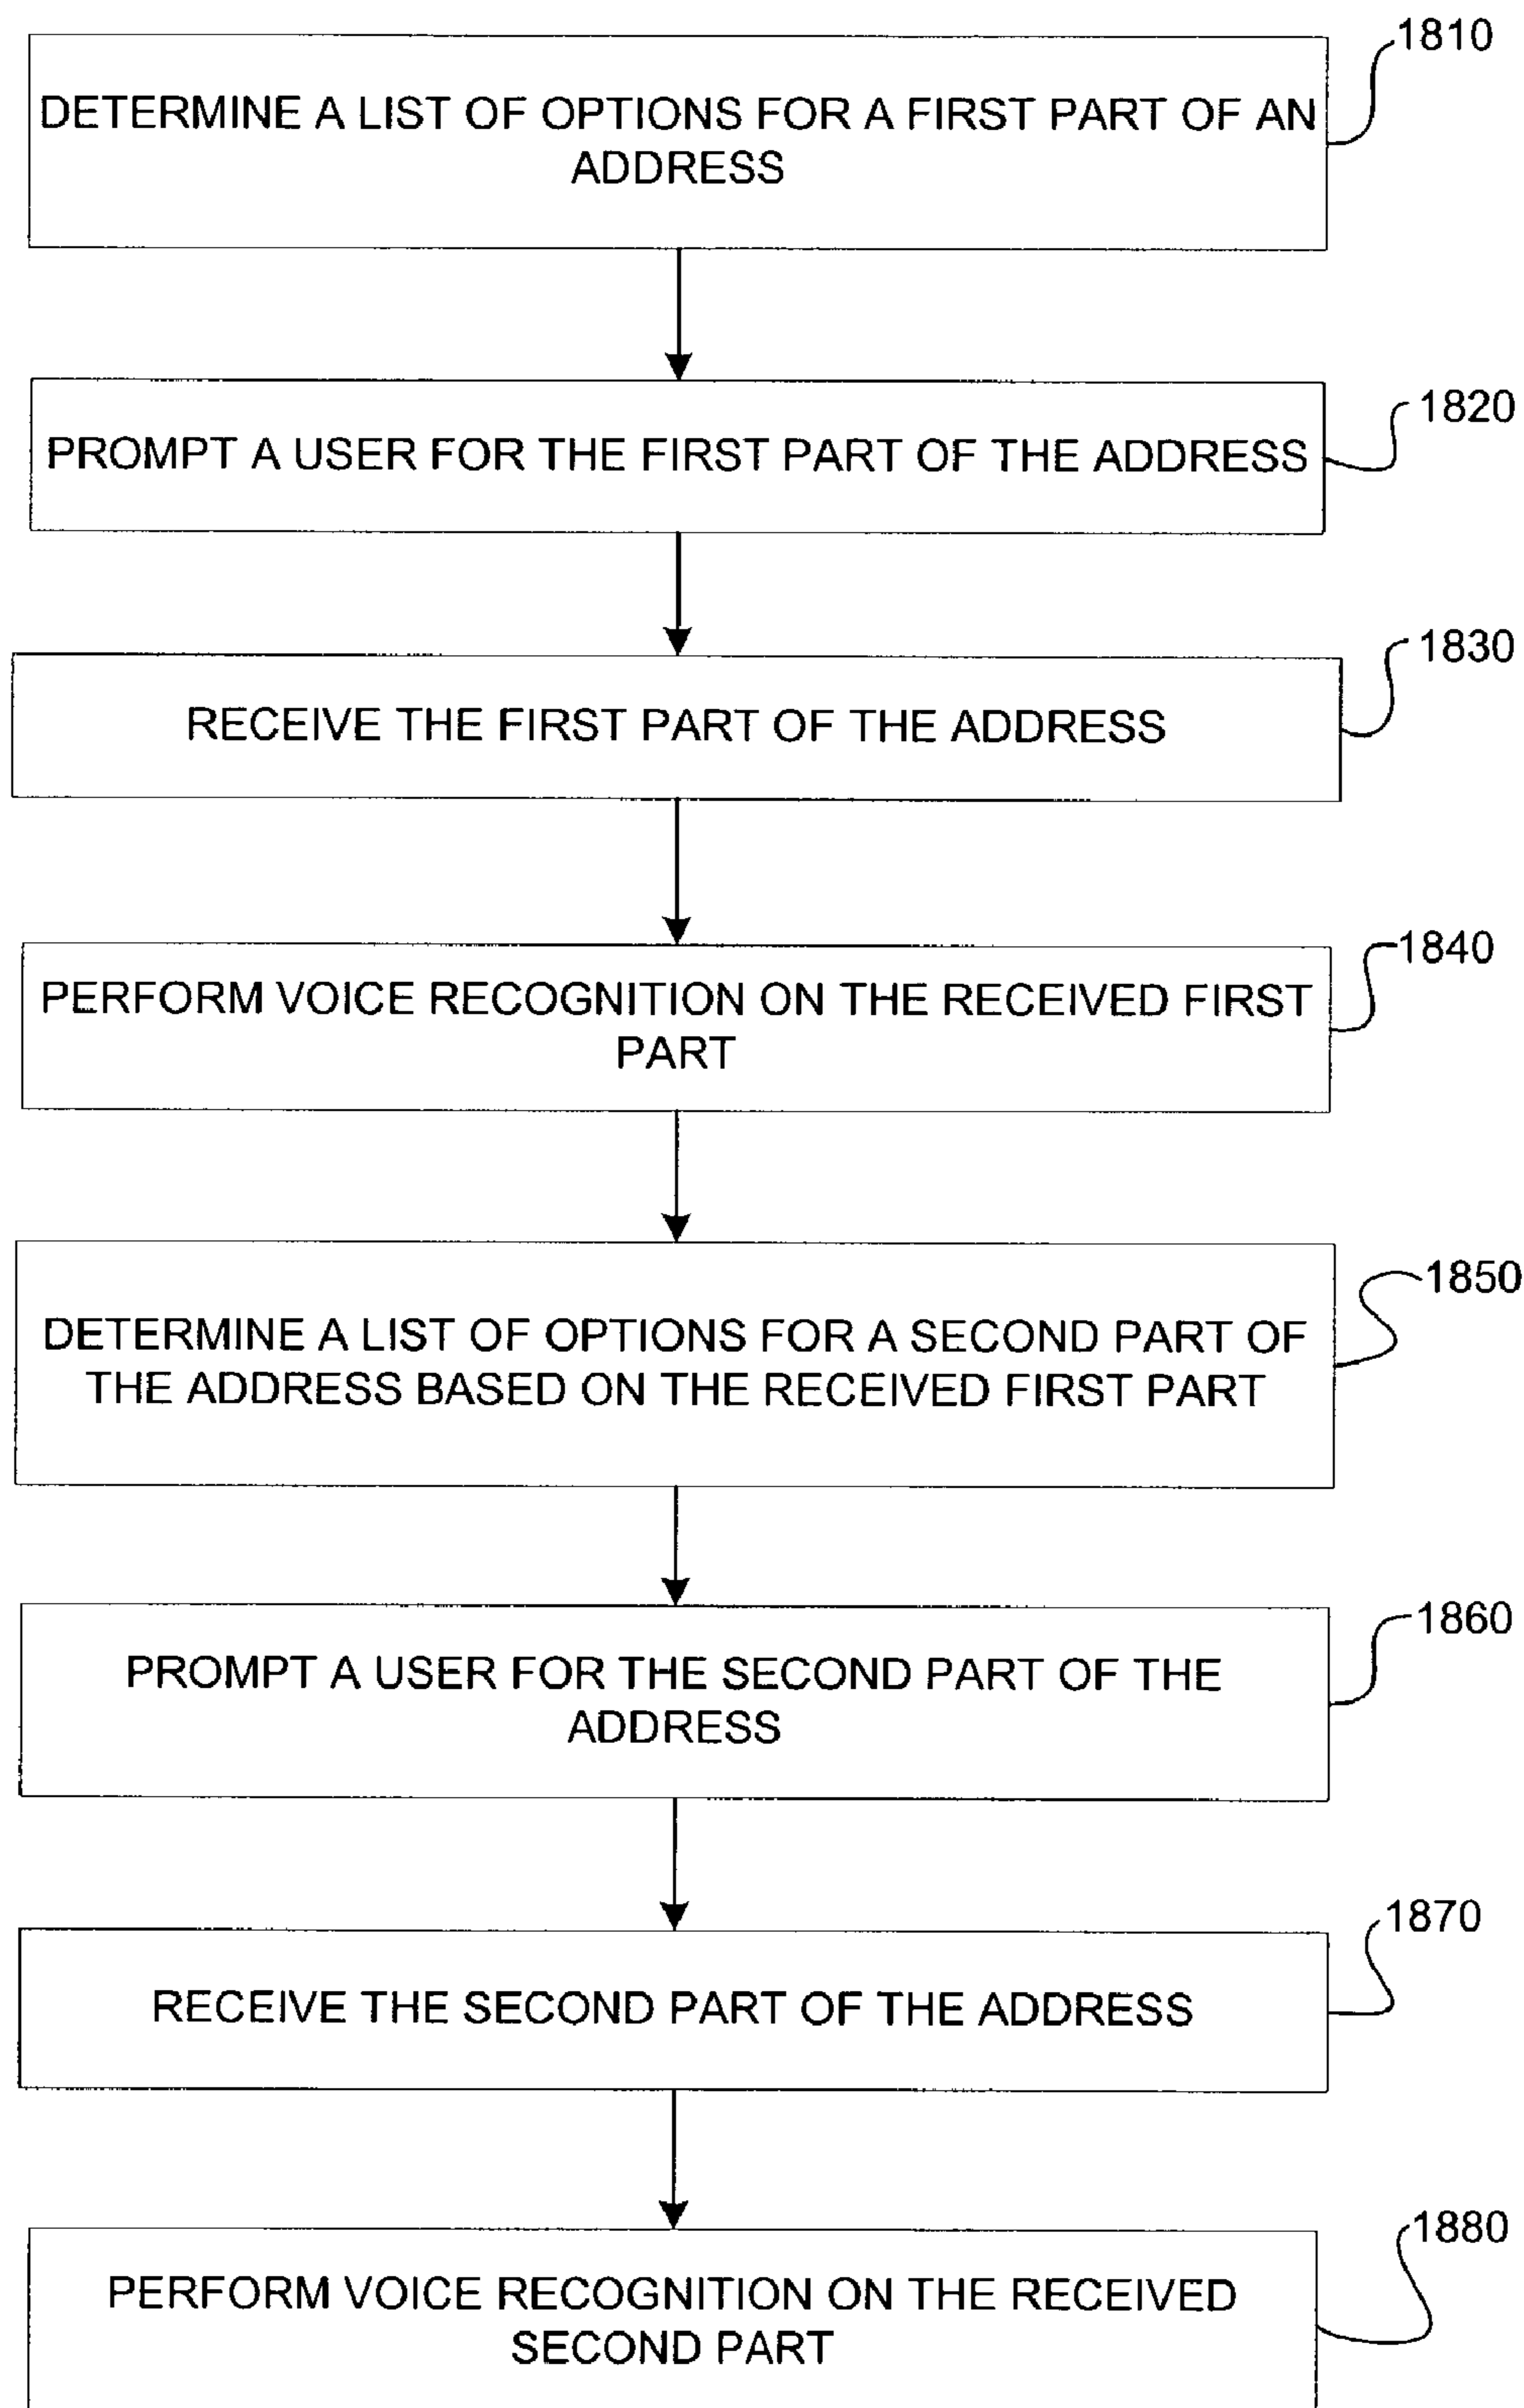 1810
DETERMINE A LIST OF OPTIONS FOR A FIRST PART OF AN
ADDRESS
1820
PROMPT A USER FOR THE FIRST PART OF THE ADDRESS
1830
RECEIVE THE FIRST PART OF THE ADDRESS
1840
PERFORM VOICE RECOGNITION ON THE RECEIVED FIRST
PART
1850
DETERMINE A LIST OF OPTIONS FOR A SECOND PART OF
THE ADDRESS BASED ON THE RECEIVED FIRST PART
1860
PROMPT A USER FOR THE SECOND PART OF THE
ADDRESS
1870
RECEIVE THE SECOND PART OF THE ADDRESS
1880
PERFORM VOICE RECOGNITION ON THE RECEIVED
SECOND PART